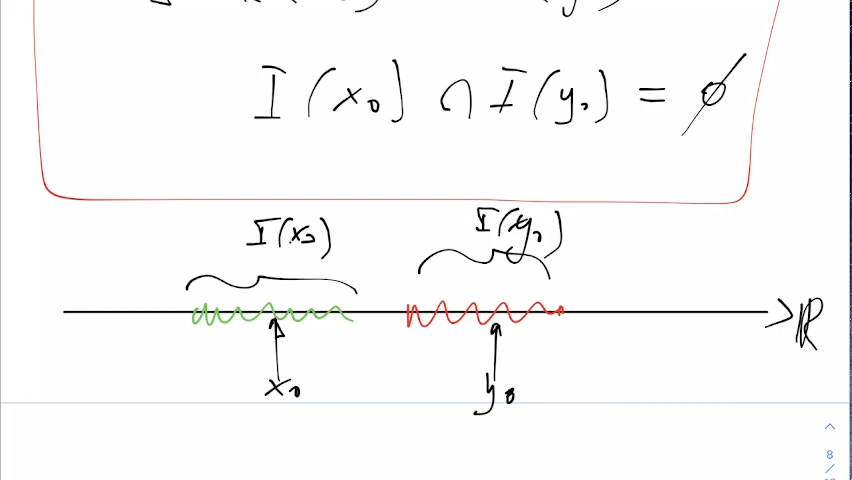 I(x₀) ∩ I(y₀) = ∅
I(x₀) I(y₀)
ℝ
x₀ y₀
8
/